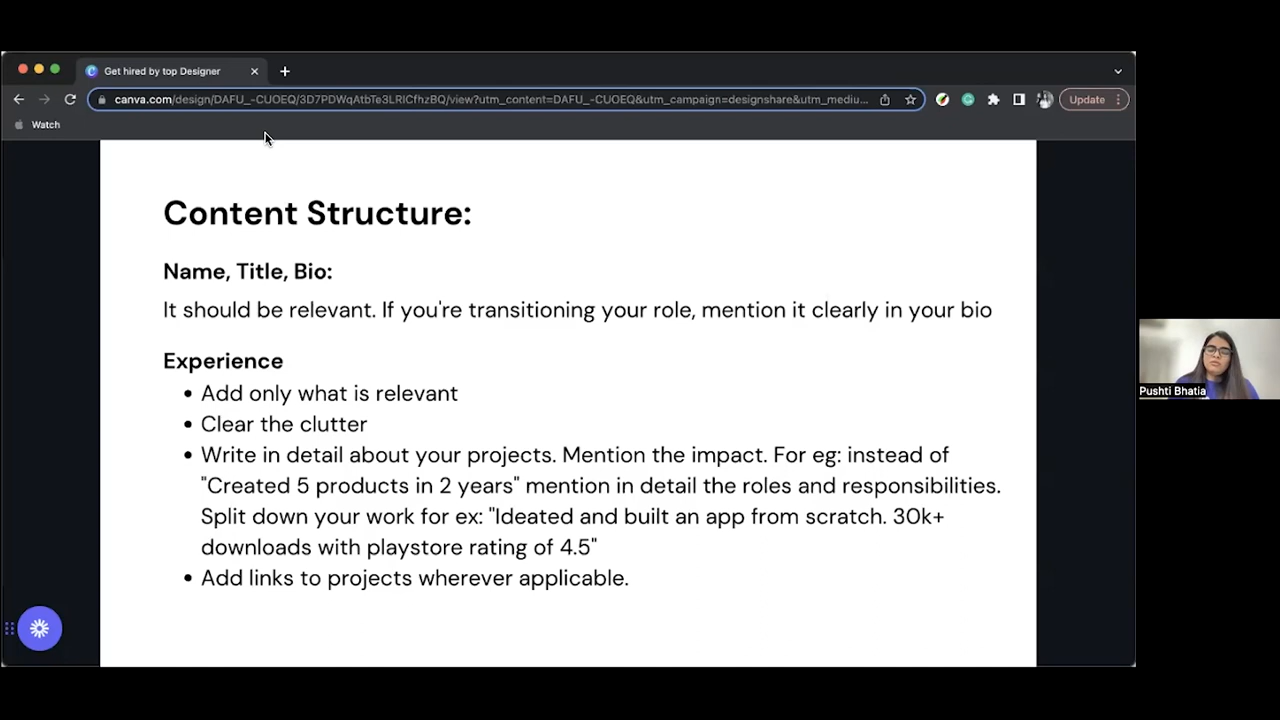 Get hired by top Designer
canva.com/design/DAFU_-CUOEQ/3D7PDWqAtbTe3LRlCfhzBQ/view?utm_content=DAFU_-CUOEQ&utm_campaign=designshare&utm_mediu...
Update
Watch
Content Structure:
Name, Title, Bio:
It should be relevant. If you're transitioning your role, mention it clearly in your bio
Experience
• Add only what is relevant
• Clear the clutter
• Write in detail about your projects. Mention the impact. For eg: instead of
"Created 5 products in 2 years" mention in detail the roles and responsibilities.
Split down your work for ex: "Ideated and built an app from scratch. 30k+
downloads with playstore rating of 4.5"
• Add links to projects wherever applicable.
Pushti Bhatia